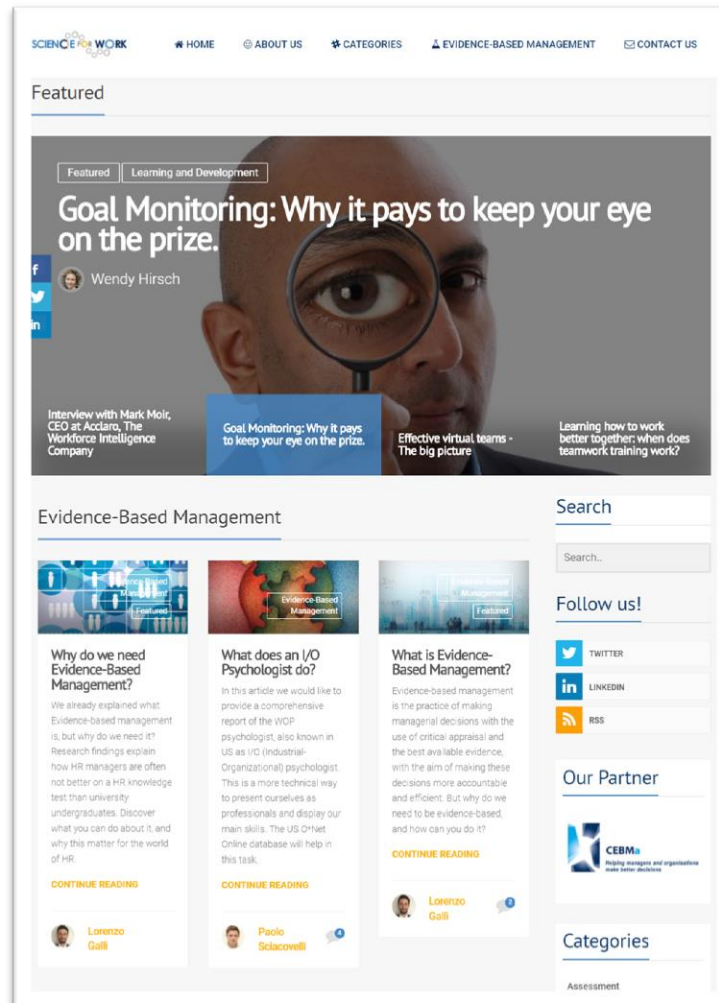 SCIENCE FOR WORK
HOME
ABOUT US
CATEGORIES
EVIDENCE-BASED MANAGEMENT
CONTACT US
Featured
Featured
Learning and Development
Goal Monitoring: Why it pays to keep your eye
on the prize.
Wendy Hirsch
f
in
Interview with Mark Moir,
CEO at Acclaro, The
Workforce Intelligence
Company
Goal Monitoring: Why it pays
to keep your eye on the prize.
Effective virtual teams -
The big picture
Learning how to work
better together: when does
teamwork training work?
Evidence-Based Management
Evidence-Based
Management
Featured
Why do we need
Evidence-Based
Management?
We already explained what
Evidence-based management
is, but why do we need it?
Research findings explain
how HR managers are often
not better on a HR knowledge
test than university
undergraduates. Discover
what you can do about it, and
why this matter for the world
of HR
CONTINUE READING
Lorenzo
Galli
Evidence-Based
Management
What does an I/O
Psychologist do?
In this article we would like to
provide a comprehensive
report of the WOP
psychologist, also known in
US as I/O (Industrial-
Organizational) psychologist.
This is a more technical way
to present ourselves as
professionals and display our
main skills. The US O*Net
Online database will help in
this task.
CONTINUE READING
Paolo
Sciacovelli
4
Evidence-Based
Management
Featured
What is Evidence-
Based Management?
Evidence-based management
is the practice of making
managerial decisions with the
use of critical appraisal and
the best available evidence,
with the aim of making these
decisions more accountable
and efficient. But why do we
need to be evidence-based,
and how can you do it?
CONTINUE READING
Lorenzo
Galli
2
Search
Search..
Follow us!
TWITTER
in
LINKEDIN
RSS
Our Partner
CEBMa
Helping managers and organisations
make better decisions
Categories
Assessment